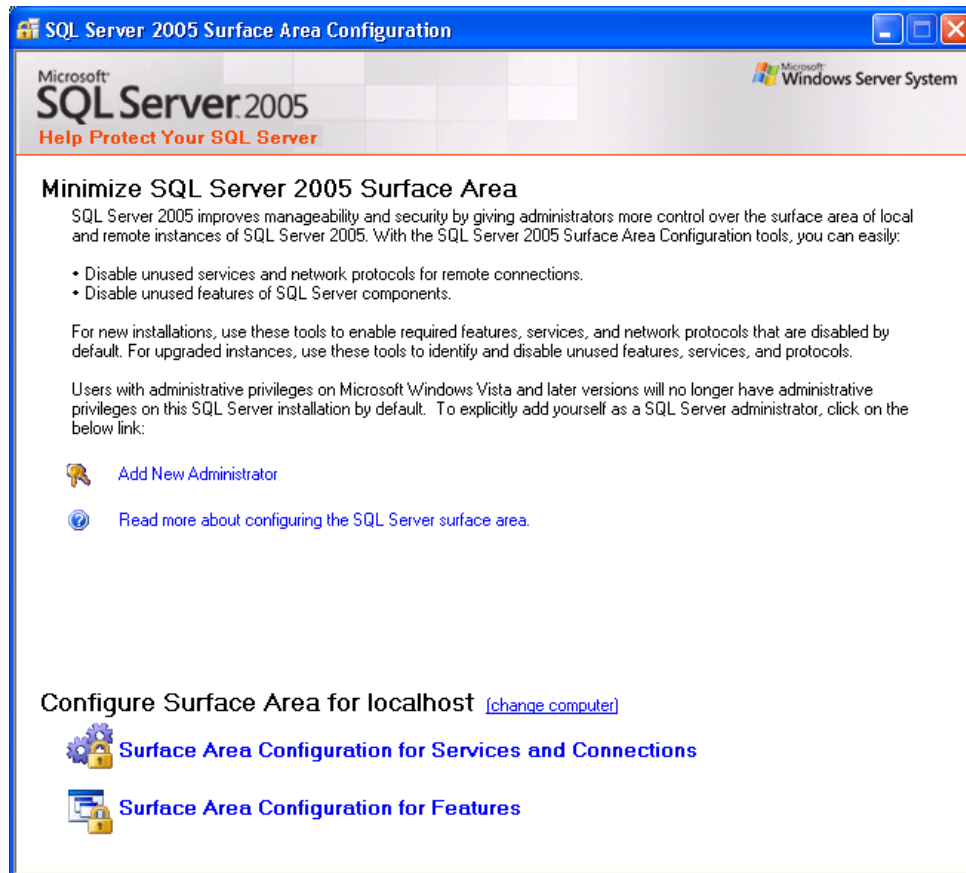 SQL Server 2005 Surface Area Configuration
Microsoft
SQL Server 2005
Help Protect Your SQL Server
Microsoft
Windows Server System
Minimize SQL Server 2005 Surface Area
SQL Server 2005 improves manageability and security by giving administrators more control over the surface area of local
and remote instances of SQL Server 2005. With the SQL Server 2005 Surface Area Configuration tools, you can easily:
• Disable unused services and network protocols for remote connections.
• Disable unused features of SQL Server components.
For new installations, use these tools to enable required features, services, and network protocols that are disabled by
default. For upgraded instances, use these tools to identify and disable unused features, services, and protocols.
Users with administrative privileges on Microsoft Windows Vista and later versions will no longer have administrative
privileges on this SQL Server installation by default.  To explicitly add yourself as a SQL Server administrator, click on the
below link:
Add New Administrator
Read more about configuring the SQL Server surface area.
Configure Surface Area for localhost (change computer)
Surface Area Configuration for Services and Connections
Surface Area Configuration for Features